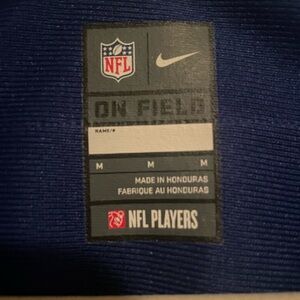 NFL
ON FIELD
NAME/#
M M M
MADE IN HONDURAS
FABRIQUE AU HONDURAS
NFL PLAYERS